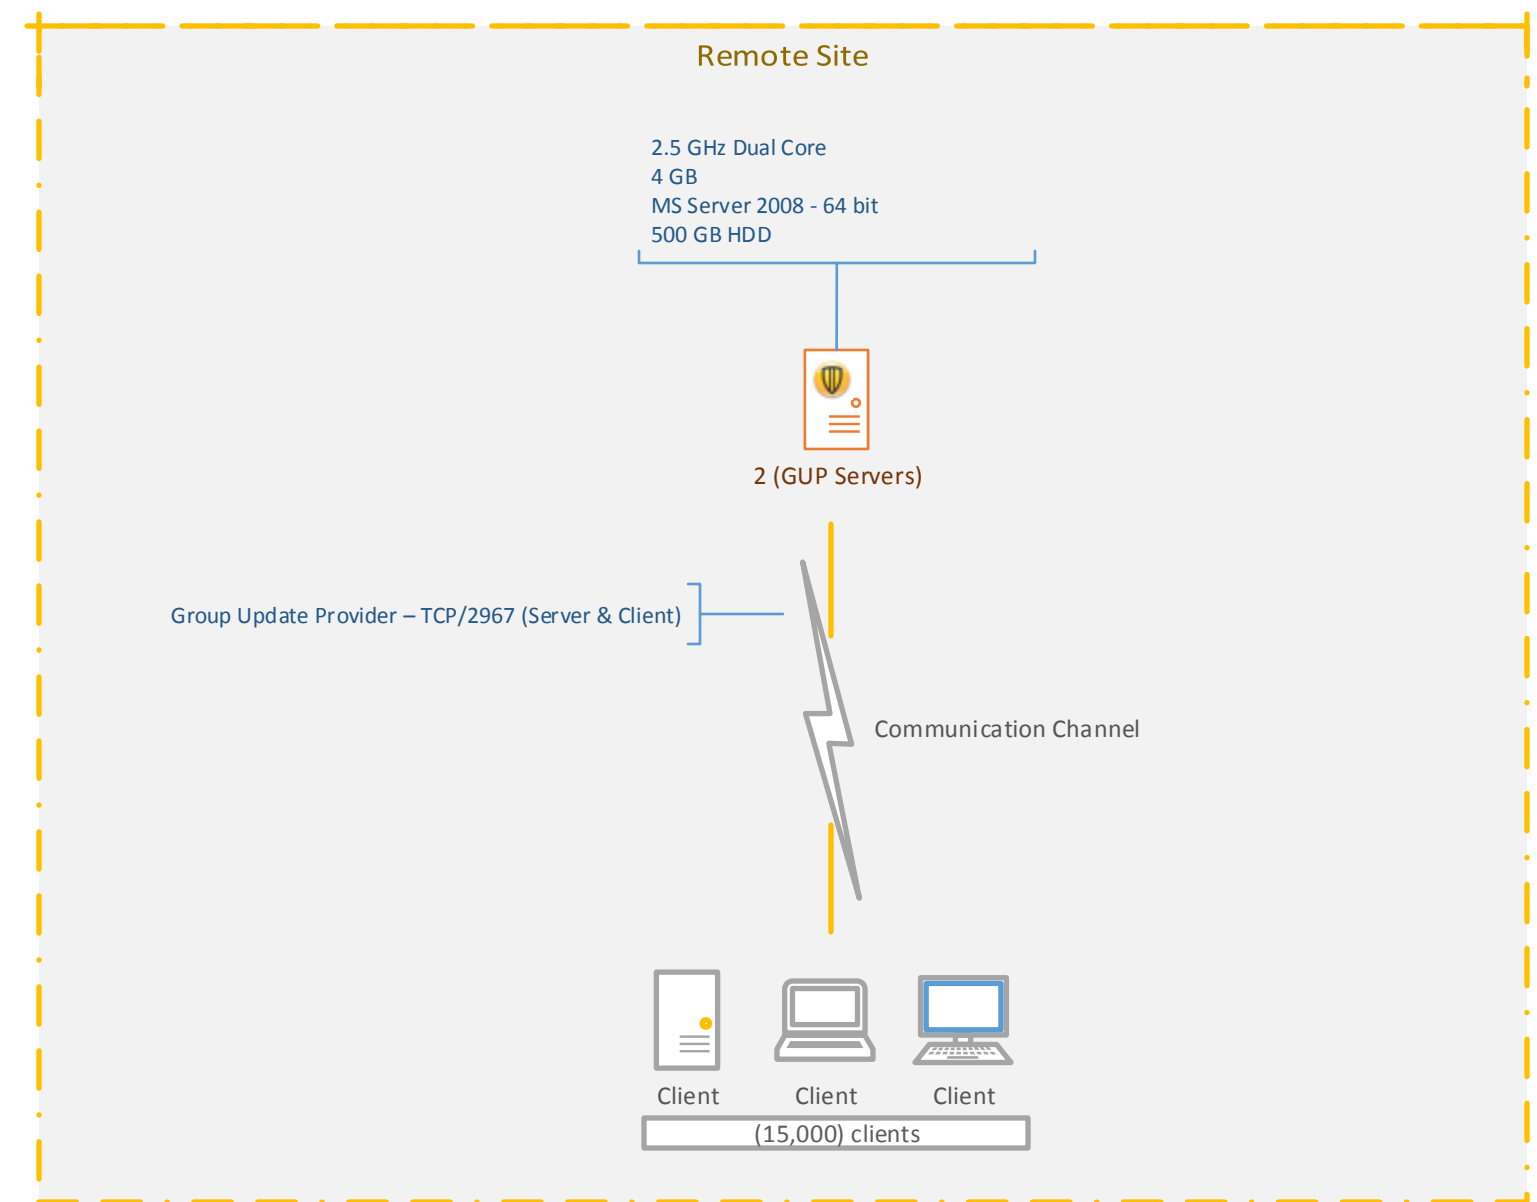 Remote Site
2.5 GHz Dual Core
4 GB
MS Server 2008 - 64 bit
500 GB HDD
2 (GUP Servers)
Group Update Provider – TCP/2967 (Server & Client)
Communication Channel
Client Client Client
(15,000) clients